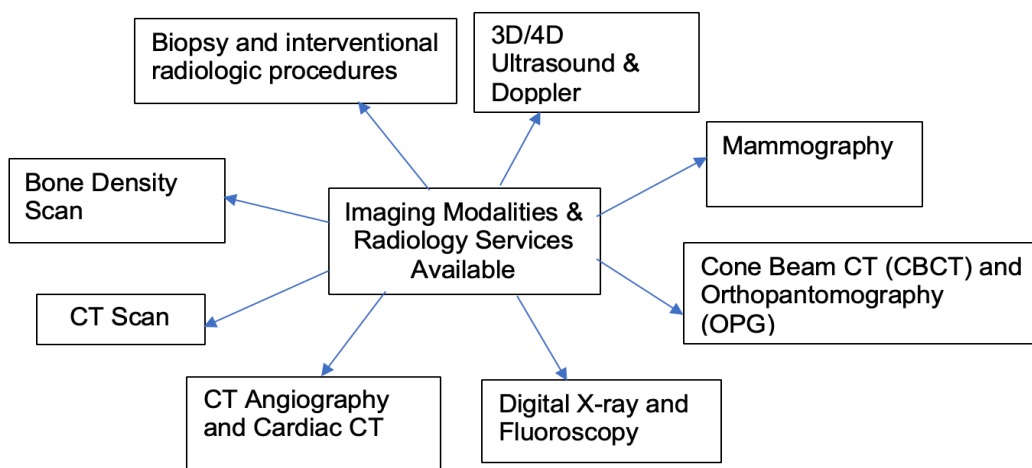 Biopsy and interventional
radiologic procedures
3D/4D
Ultrasound &
Doppler
Mammography
Bone Density
Scan
Imaging Modalities &
Radiology Services
Available
Cone Beam CT (CBCT) and
Orthopantomography
(OPG)
CT Scan
CT Angiography
and Cardiac CT
Digital X-ray and
Fluoroscopy